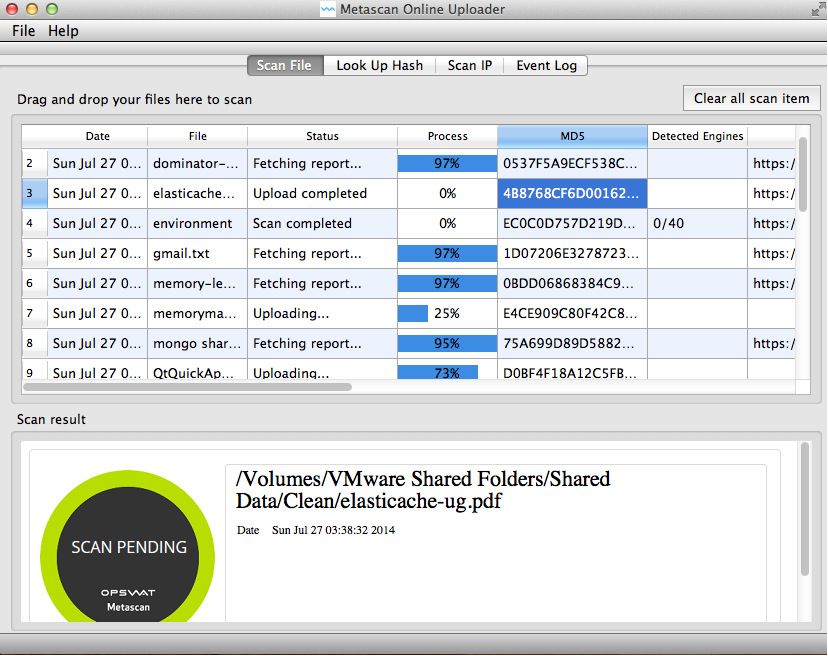 Metascan Online Uploader
File Help
Scan File Look Up Hash Scan IP Event Log
Drag and drop your files here to scan Clear all scan item
Date File Status Process MD5 Detected Engines
2 Sun Jul 27 0... dominator-... Fetching report... 97% 0537F5A9ECF538C... https:/
3 Sun Jul 27 0... elasticache... Upload completed 0% 4B8768CF6D00162... https:/
4 Sun Jul 27 0... environment Scan completed 0% EC0C0D757D219D... 0/40 https:/
5 Sun Jul 27 0... gmail.txt Fetching report... 97% 1D07206E3278723... https:/
6 Sun Jul 27 0... memory-le... Fetching report... 97% 0BDD06868384C9... https:/
7 Sun Jul 27 0... memoryma... Uploading... 25% E4CE909C80F42C8...
8 Sun Jul 27 0... mongo shar... Fetching report... 95% 75A699D89D5882... https:/
9 Sun Jul 27 0... QtQuickAp... Uploading... 73% D0BF4F18A12C5FB...
Scan result
/Volumes/VMware Shared Folders/Shared
Data/Clean/elasticache-ug.pdf
Date Sun Jul 27 03:38:32 2014
SCAN PENDING
OPSWAT
Metascan